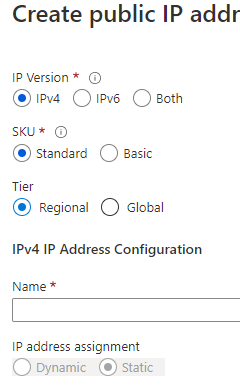 Create public IP addr
IP Version *
IPv4 IPv6 Both
SKU *
Standard Basic
Tier
Regional Global
IPv4 IP Address Configuration
Name *
IP address assignment
Dynamic Static